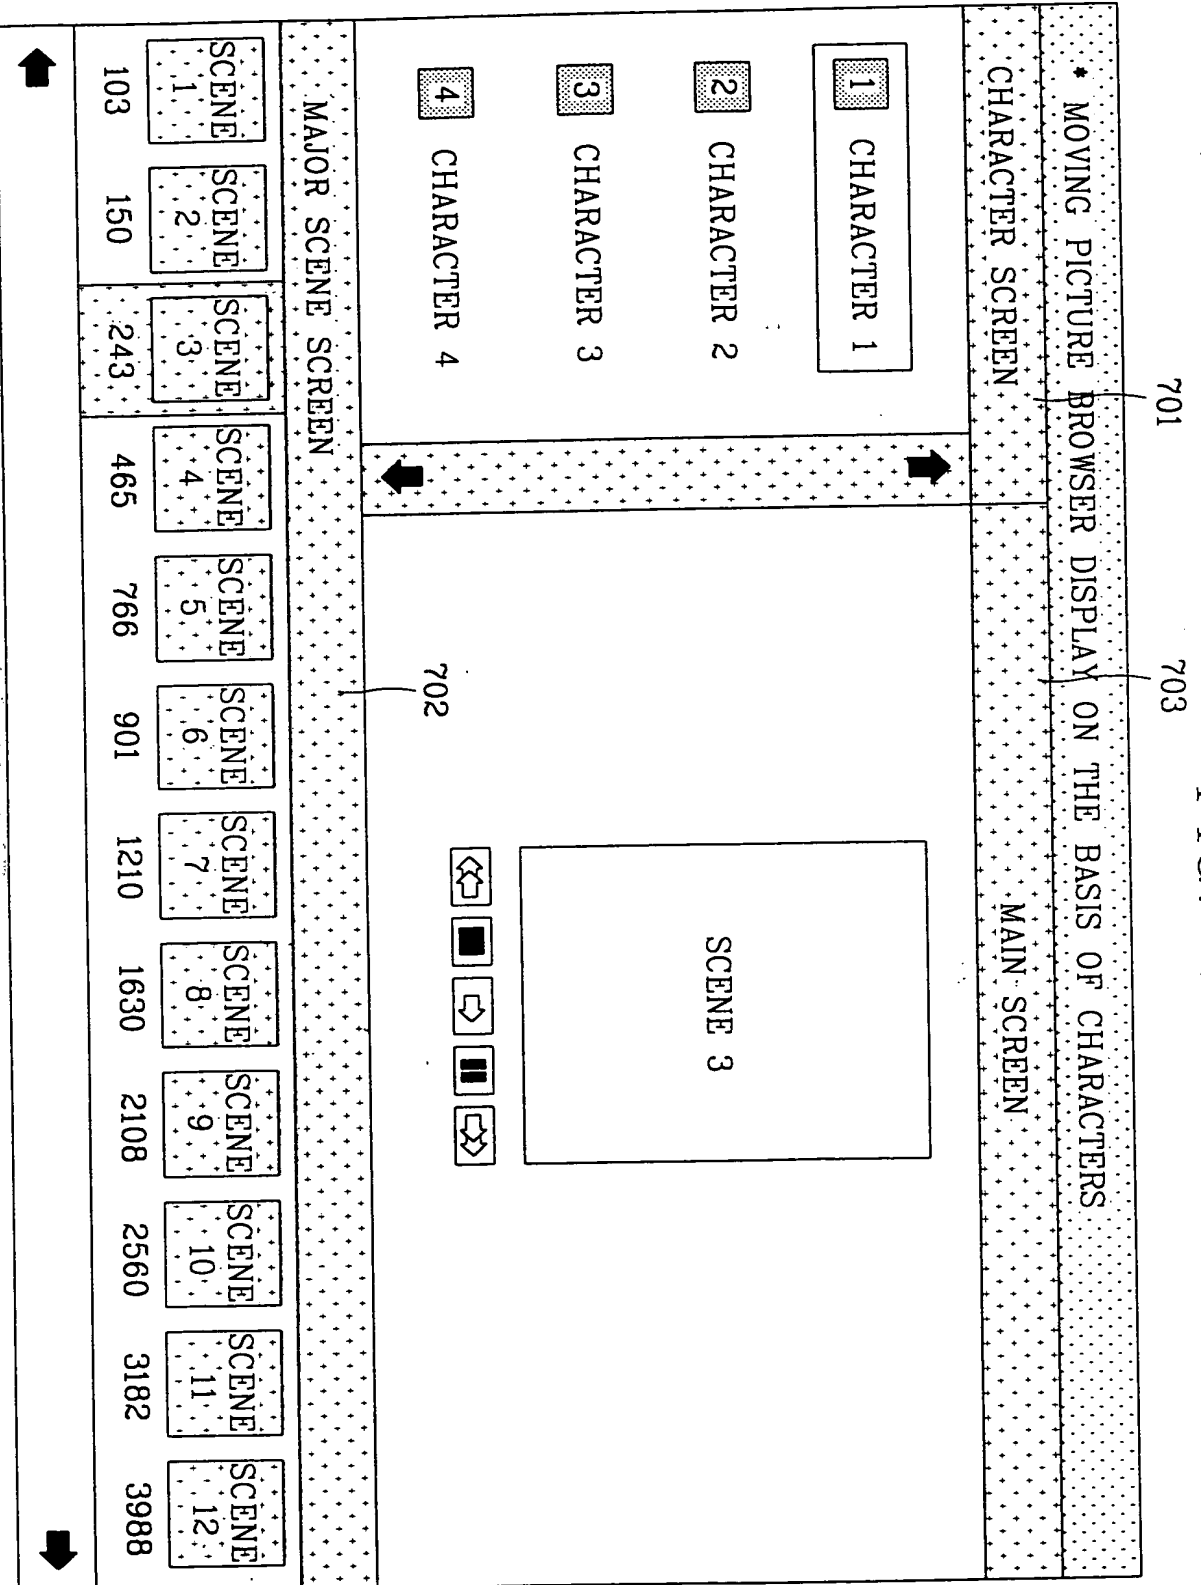 701
703
* MOVING PICTURE BROWSER DISPLAY ON THE BASIS OF CHARACTERS
CHARACTER SCREEN
MAIN SCREEN
1 CHARACTER 1
2 CHARACTER 2
3 CHARACTER 3
4 CHARACTER 4
SCENE 3
702
MAJOR SCENE SCREEN
SCENE 1
SCENE 2
SCENE 3
SCENE 4
SCENE 5
SCENE 6
SCENE 7
SCENE 8
SCENE 9
SCENE 10
SCENE 11
SCENE 12
103 150 243 465 766 901 1210 1630 2108 2560 3182 3988